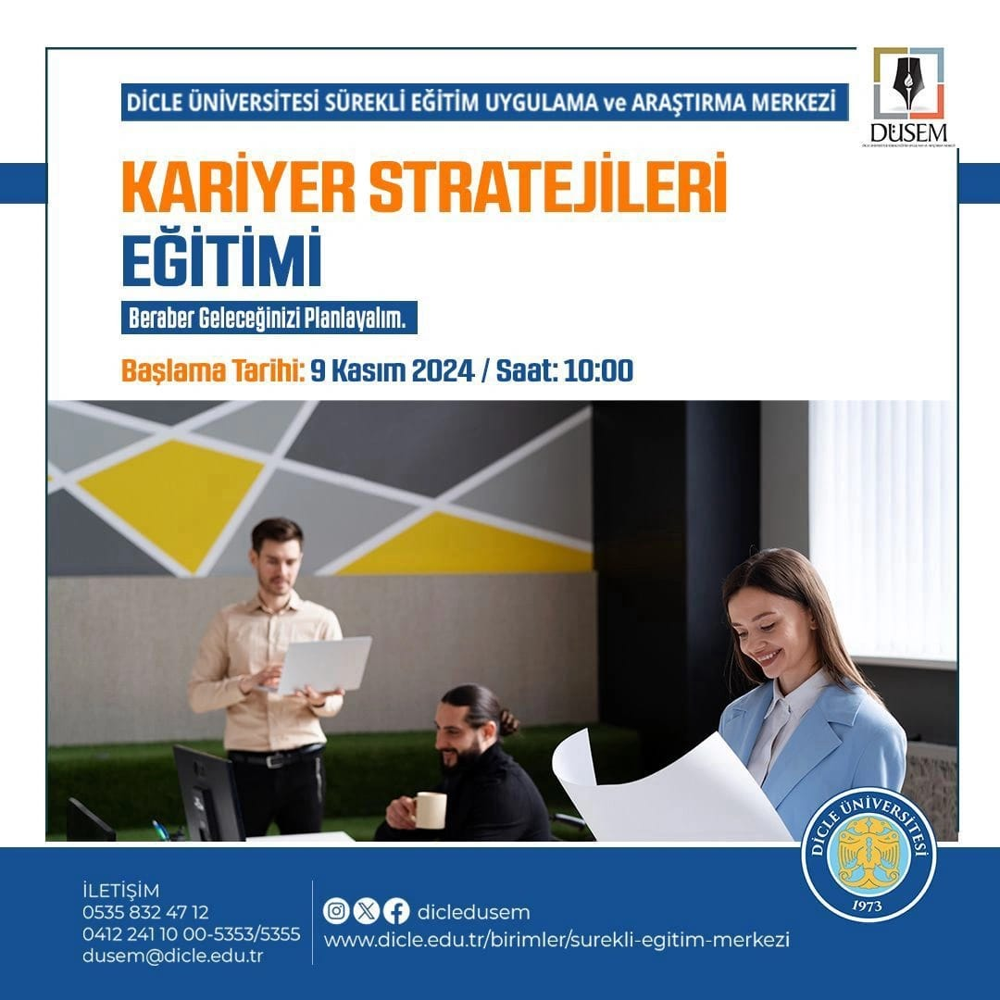 DİCLE ÜNİVERSİTESİ SÜREKLİ EĞİTİM UYGULAMA ve ARAŞTIRMA MERKEZİ
DÜSEM
KARİYER STRATEJİLERİ
EĞİTİMİ
Beraber Geleceğinizi Planlayalım.
Başlama Tarihi: 9 Kasım 2024 / Saat: 10:00
DİCLE ÜNİVERSİTESİ
1973
İLETİŞİM
0535 832 47 12
0412 241 10 00-5353/5355
dusem@dicle.edu.tr
dicledusem
www.dicle.edu.tr/birimler/surekli-egitim-merkezi